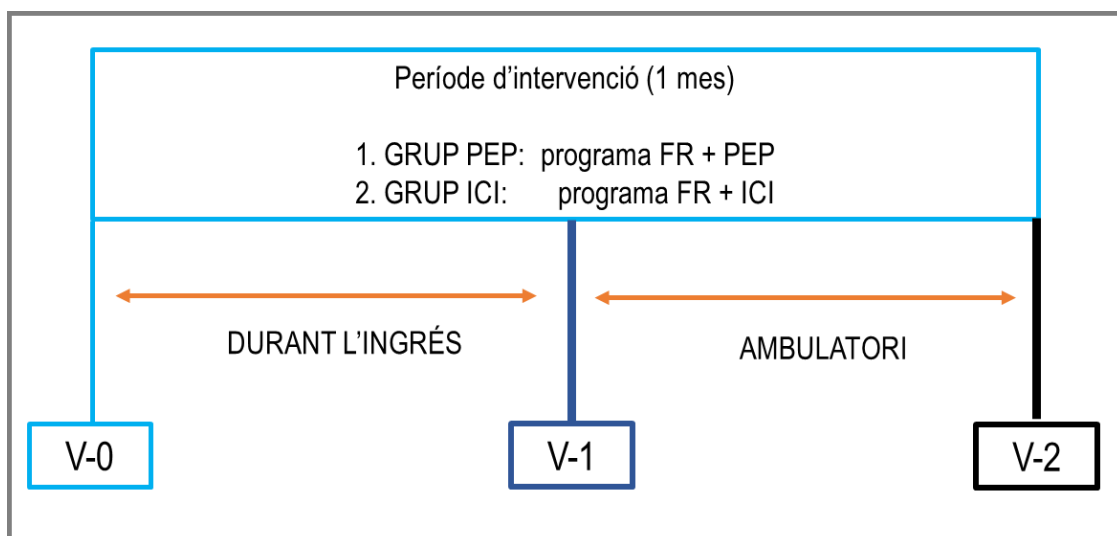 Període d'intervenció (1 mes)
1. GRUP PEP: programa FR + PEP
2. GRUP ICI: programa FR + ICI
DURANT L'INGRÉS
AMBULATORI
V-0
V-1
V-2